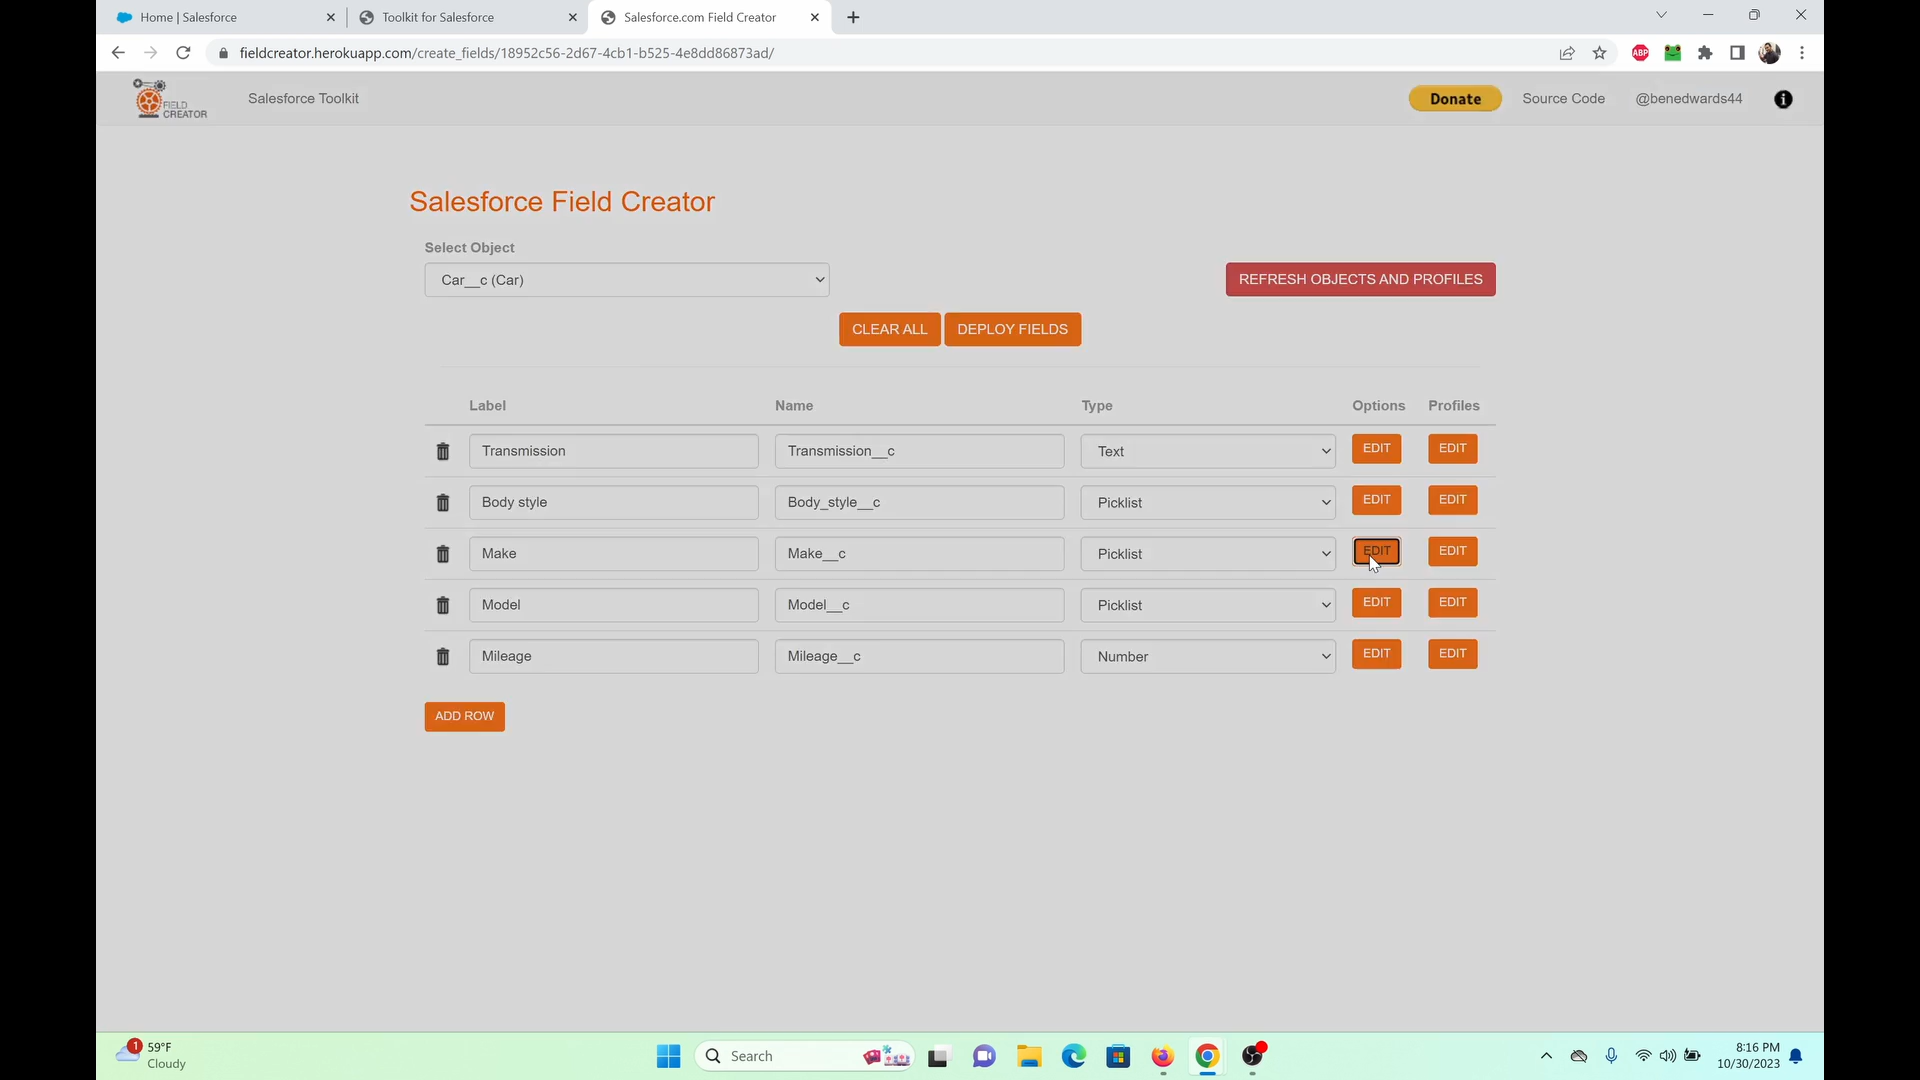 Home | Salesforce
Toolkit for Salesforce
Salesforce.com Field Creator
fieldcreator.herokuapp.com/create_fields/18952c56-2d67-4cb1-b525-4e8dd86873ad/
ABP
FIELD CREATOR
Salesforce Toolkit
Donate
Source Code
@benedwards44
Salesforce Field Creator
Select Object
Car__c (Car)
REFRESH OBJECTS AND PROFILES
CLEAR ALL
DEPLOY FIELDS
Label Name Type Options Profiles
Transmission Transmission__c Text EDIT EDIT
Body style Body_style__c Picklist EDIT EDIT
Make Make__c Picklist EDIT EDIT
Model Model__c Picklist EDIT EDIT
Mileage Mileage__c Number EDIT EDIT
ADD ROW
1
59°F
Cloudy
Search
8:16 PM
10/30/2023